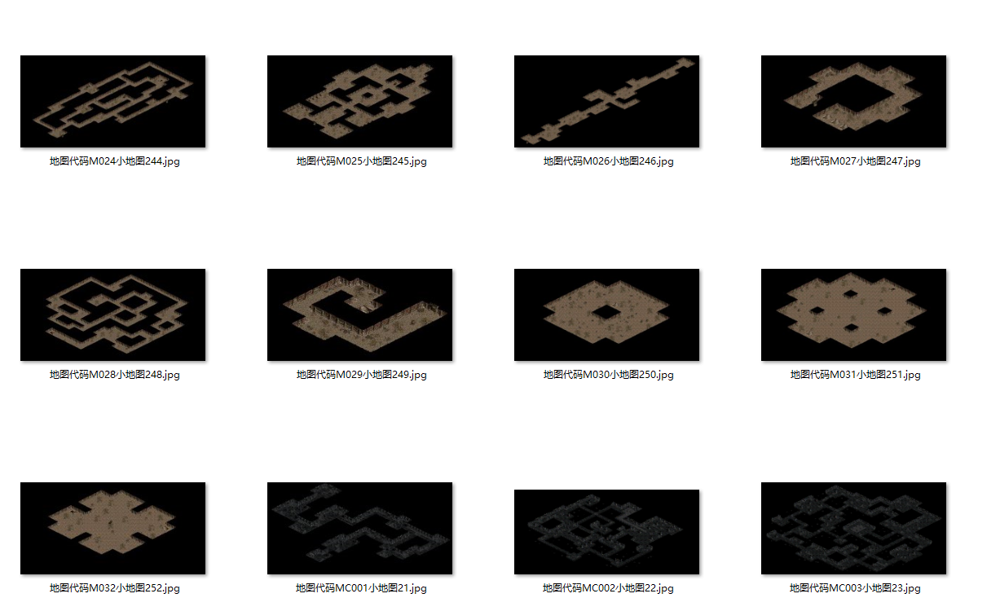 地图代码M024小地图244.jpg
地图代码M025小地图245.jpg
地图代码M026小地图246.jpg
地图代码M027小地图247.jpg
地图代码M028小地图248.jpg
地图代码M029小地图249.jpg
地图代码M030小地图250.jpg
地图代码M031小地图251.jpg
地图代码M032小地图252.jpg
地图代码MC001小地图21.jpg
地图代码MC002小地图22.jpg
地图代码MC003小地图23.jpg